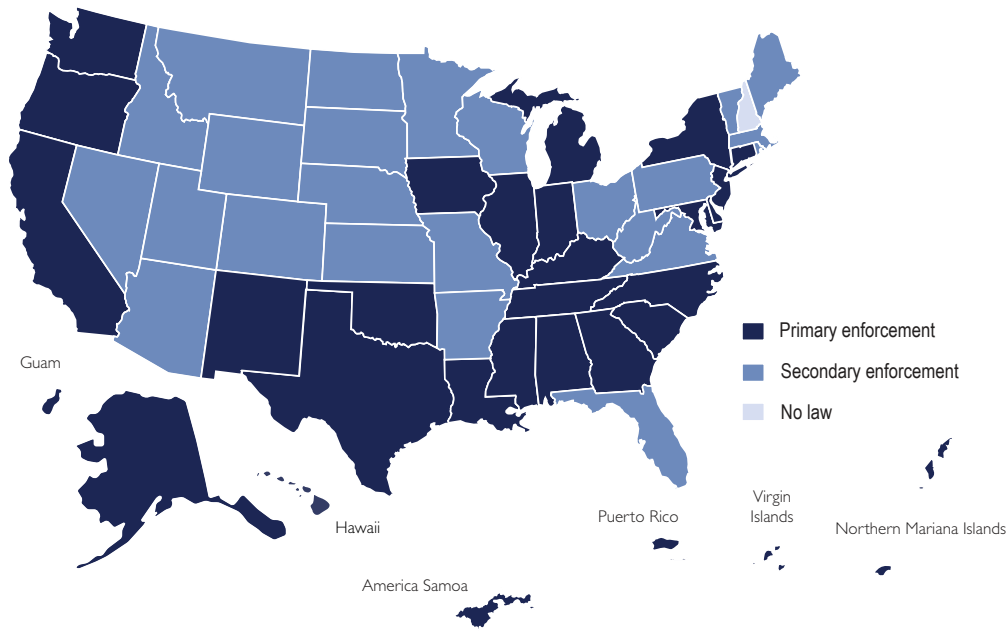 Primary enforcement
Guam
Secondary enforcement
No law
Virgin
Islands
Puerto Rico
Hawaii
Northern Mariana Islands
America Samoa